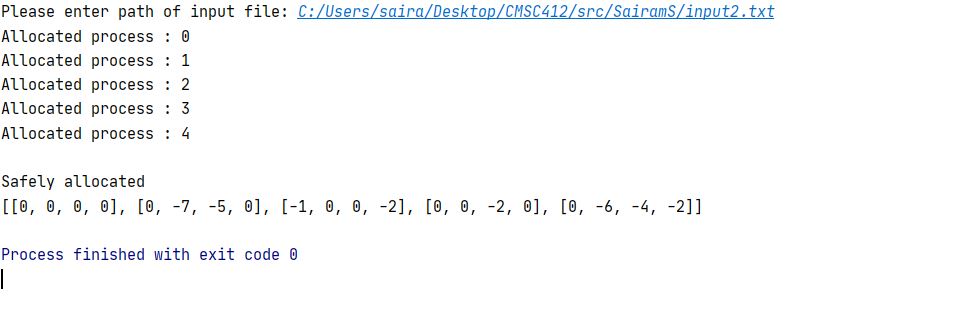 Please enter path of input file: C:/Users/saira/Desktop/CMSC412/src/SairamS/input2.txt
Allocated process : 0
Allocated process : 1
Allocated process : 2
Allocated process : 3
Allocated process : 4
Safely allocated
[[0, 0, 0, 0], [0, -7, -5, 0], [-1, 0, 0, -2], [0, 0, -2, 0], [0, -6, -4, -2]]
Process finished with exit code 0